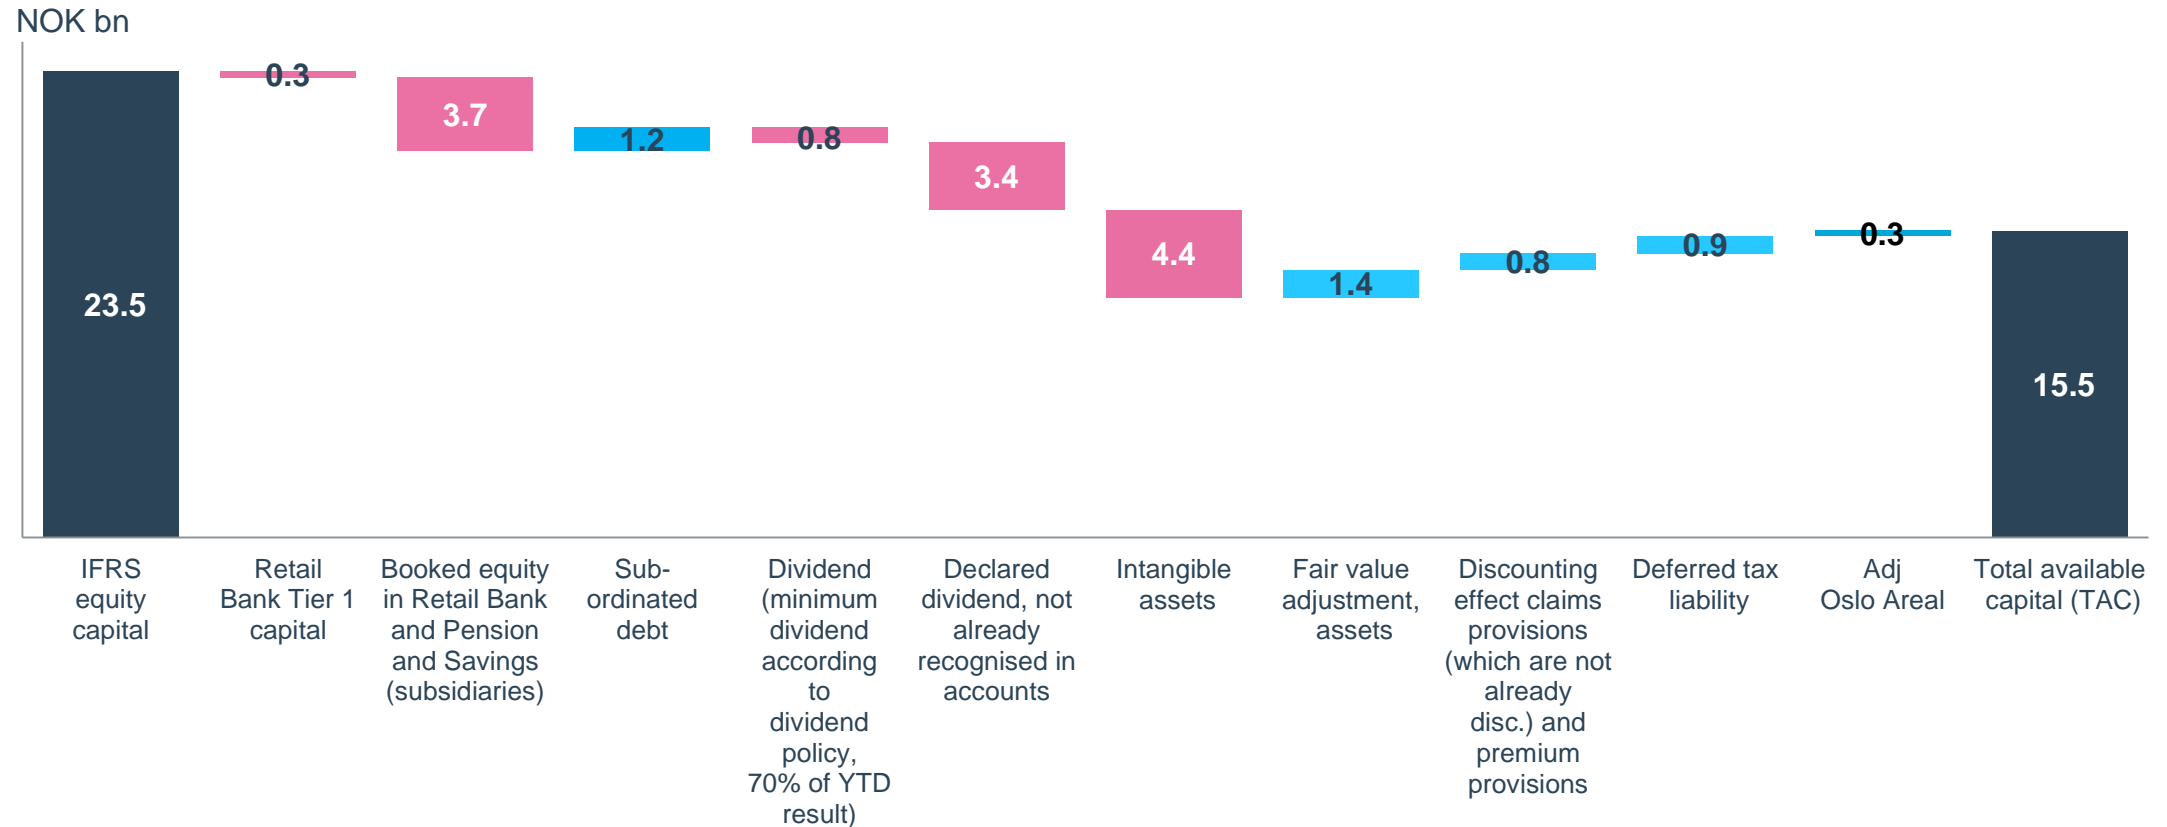 NOK bn
23.5
0.3
3.7
1.2
0.8
3.4
4.4
1.4
0.8
0.9
0.3
15.5
IFRS
equity
capital
Retail
Bank Tier 1
capital
Booked equity
in Retail Bank
and Pension
and Savings
(subsidiaries)
Sub-
ordinated
debt
Dividend
(minimum
dividend
according
to
dividend
policy,
70% of YTD
result)
Declared
dividend, not
already
recognised in
accounts
Intangible
assets
Fair value
adjustment,
assets
Discounting
effect claims
provisions
(which are not
already
disc.) and
premium
provisions
Deferred tax
liability
Adj
Oslo Areal
Total available
capital (TAC)